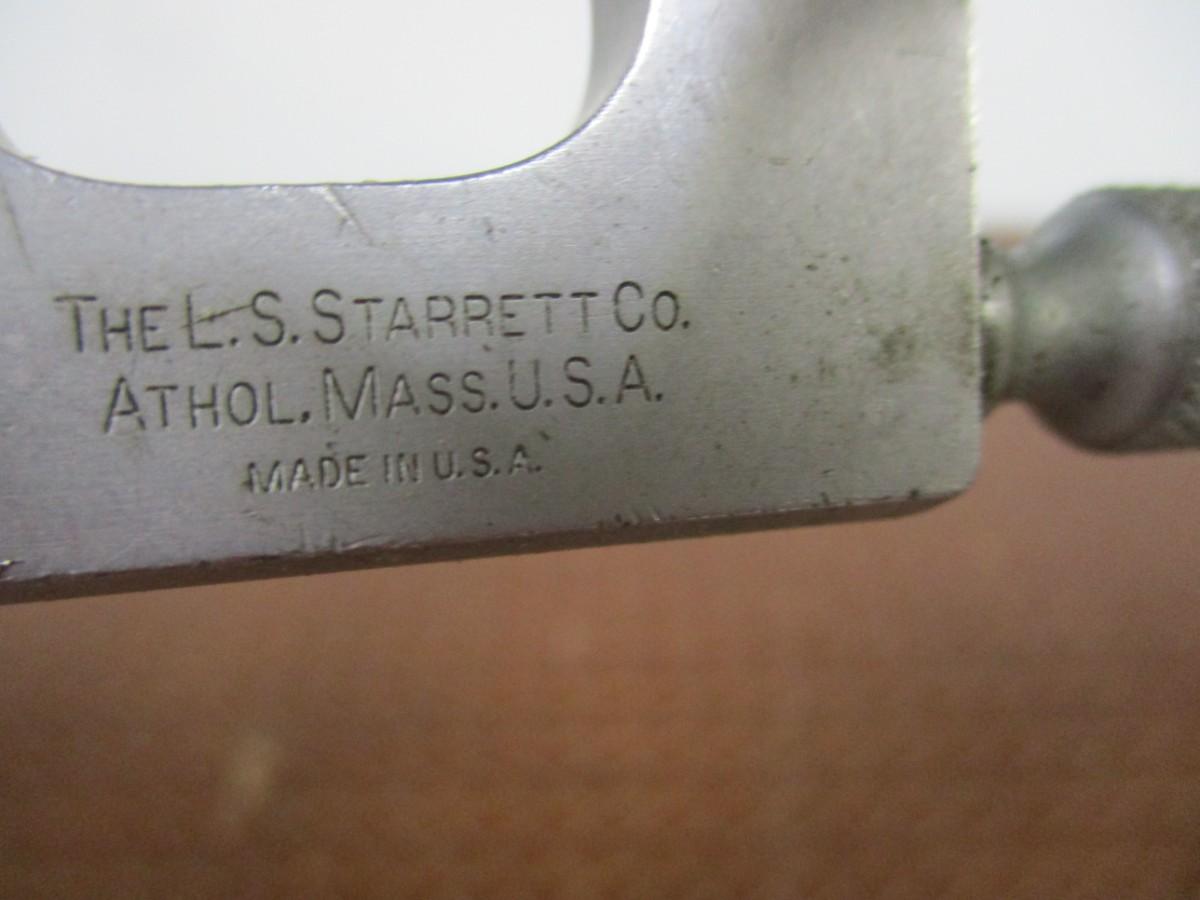 THE L.S. STARRETT CO.
ATHOL. MASS. U.S.A.
MADE IN U.S.A.